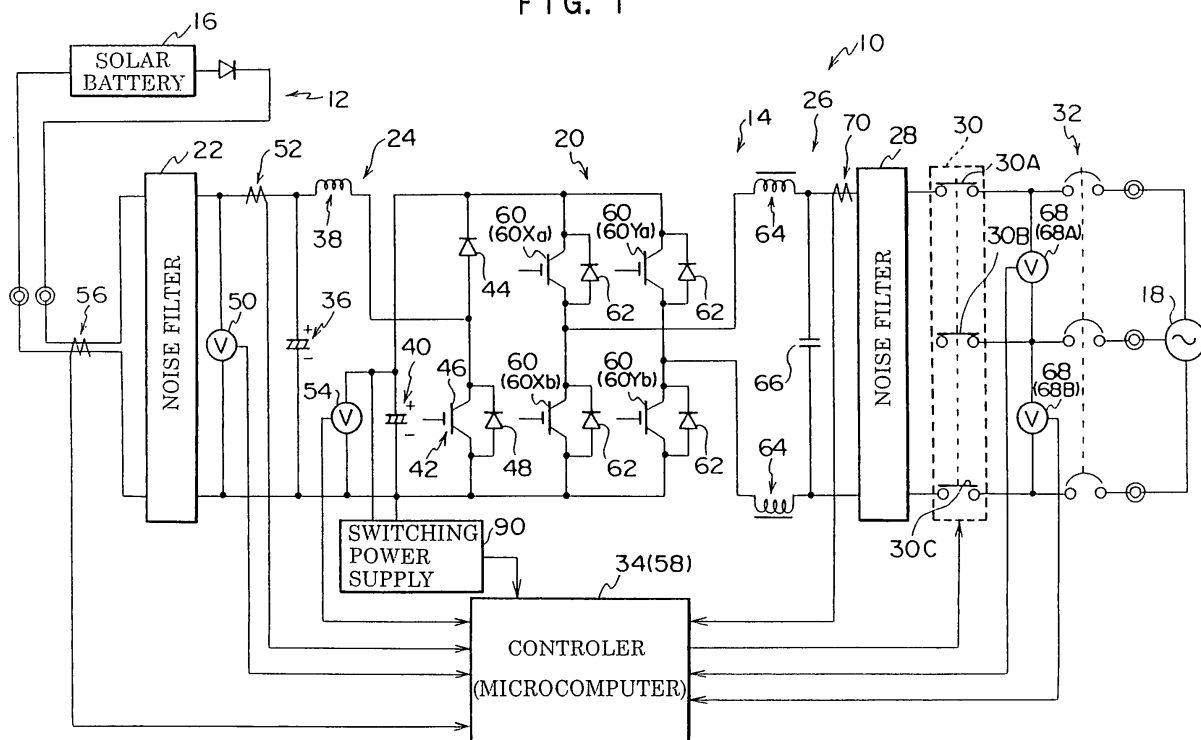 FIG. 1
16
SOLAR
BATTERY
12
10
22
52
24
20
14
26
70
28
30
30A
32
38
60
(60Xa)
60
(60Ya)
64
30B
68
(68A)
NOISE FILTER
44
62
62
NOISE FILTER
18
56
50
36
+
-
V
54
V
40
+
-
46
42
48
60
(60Xb)
60
(60Yb)
62
62
66
64
V
68
(68B)
V
30C
SWITCHING
POWER
SUPPLY
90
34(58)
CONTROLER
(MICROCOMPUTER)